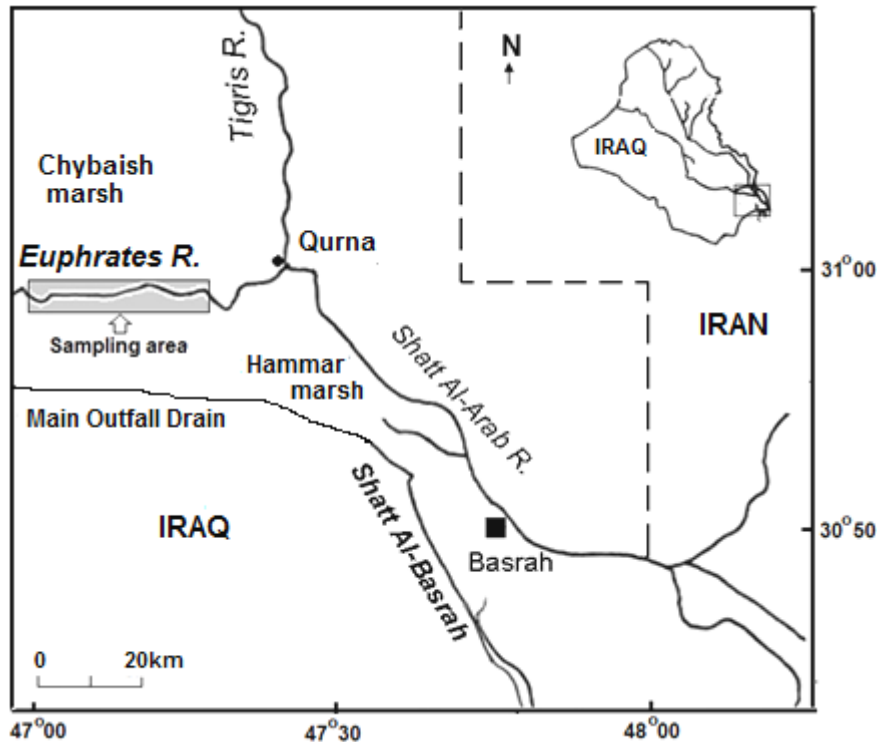 Tigris R.
N
IRAQ
Chybaish
marsh
Qurna
Euphrates R.
31°00
Sampling area
IRAN
Hammar
marsh
Shatt Al-Arab R.
Main Outfall Drain
IRAQ
Shatt Al-Basrah
Basrah
30°50
0 20km
47°00
47°30
48°00